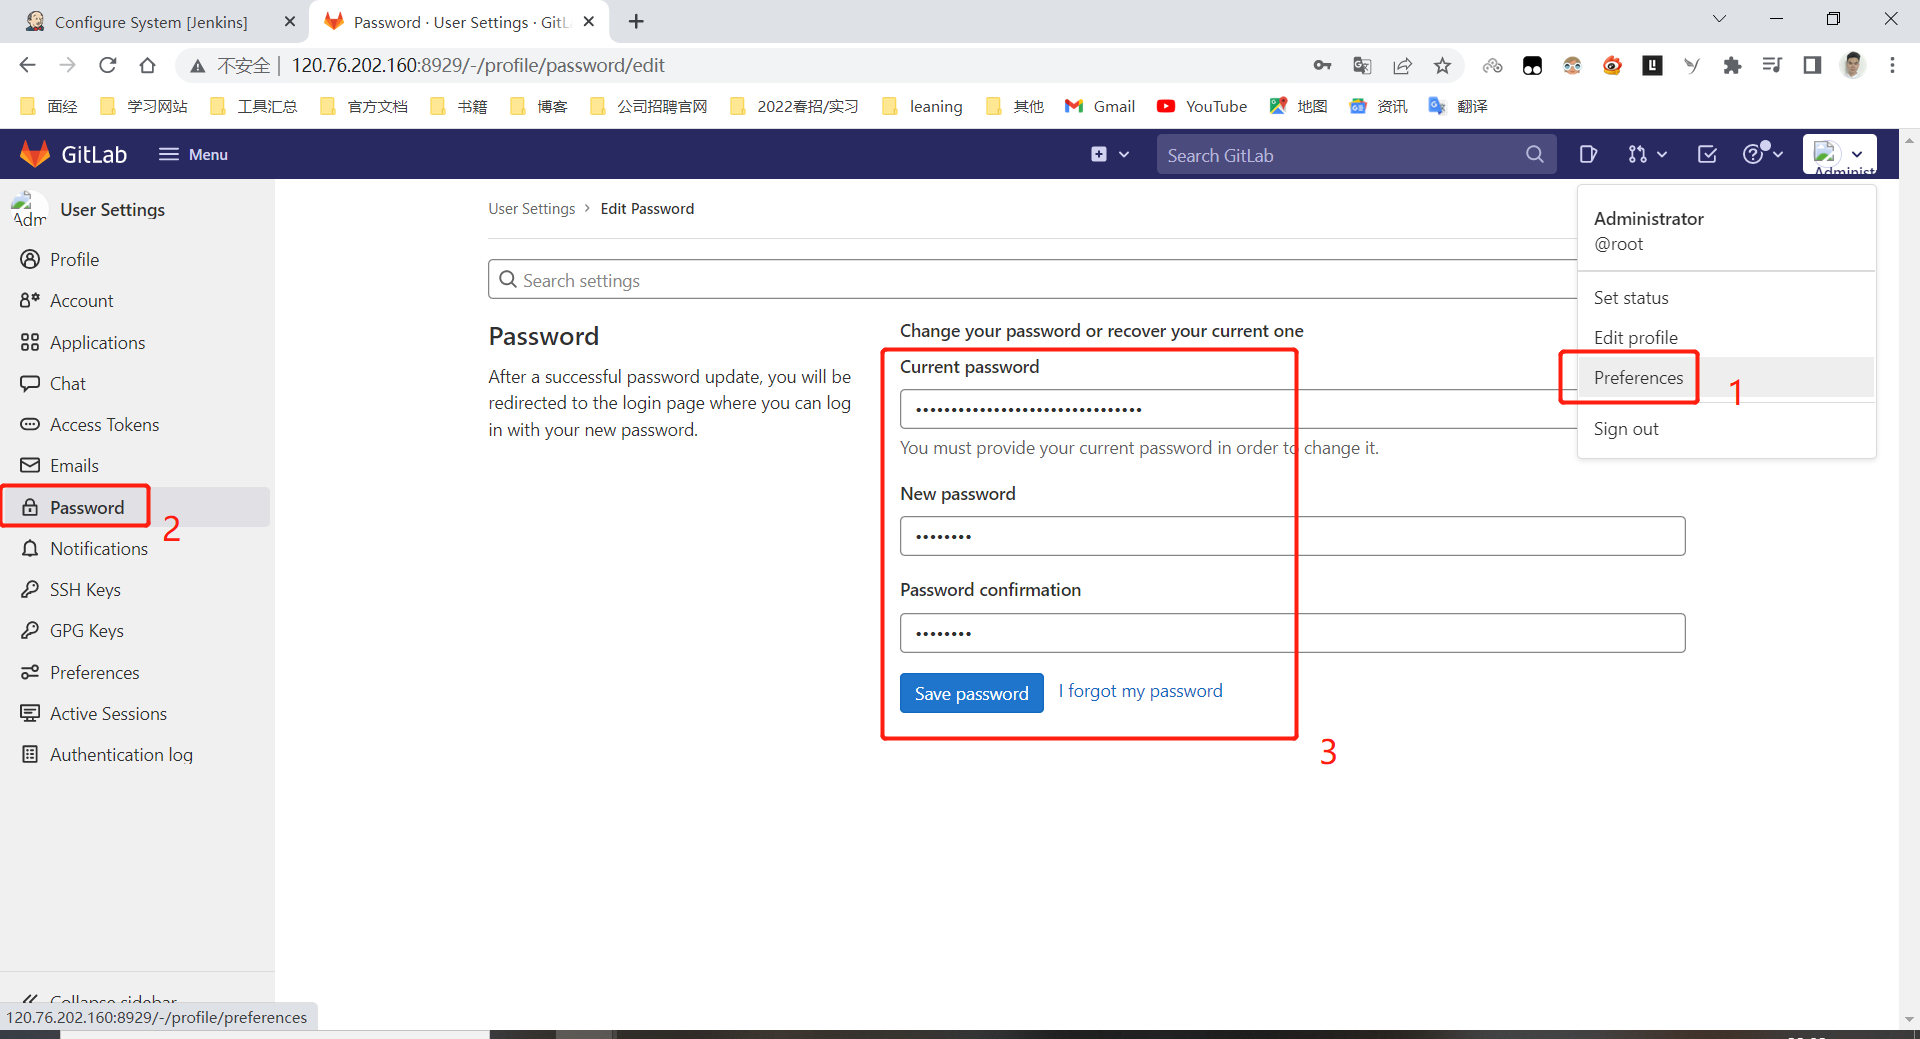 Configure System [Jenkins]
Password · User Settings · GitL
不安全 | 120.76.202.160:8929/-/profile/password/edit
面经 学习网站 工具汇总 官方文档 书籍 博客 公司招聘官网 2022春招/实习 leaning 其他 Gmail YouTube 地图 资讯 翻译
GitLab Menu Search GitLab
Administ
Adm User Settings
Profile
Account
Applications
Chat
Access Tokens
Emails
Password
2
Notifications
SSH Keys
GPG Keys
Preferences
Active Sessions
Authentication log
Collapse sidebar
120.76.202.160:8929/-/profile/preferences
User Settings › Edit Password
Search settings
Password
After a successful password update, you will be
redirected to the login page where you can log
in with your new password.
Change your password or recover your current one
Current password
You must provide your current password in order to change it.
New password
Password confirmation
Save password I forgot my password
3
Administrator
@root
Set status
Edit profile
Preferences
1
Sign out